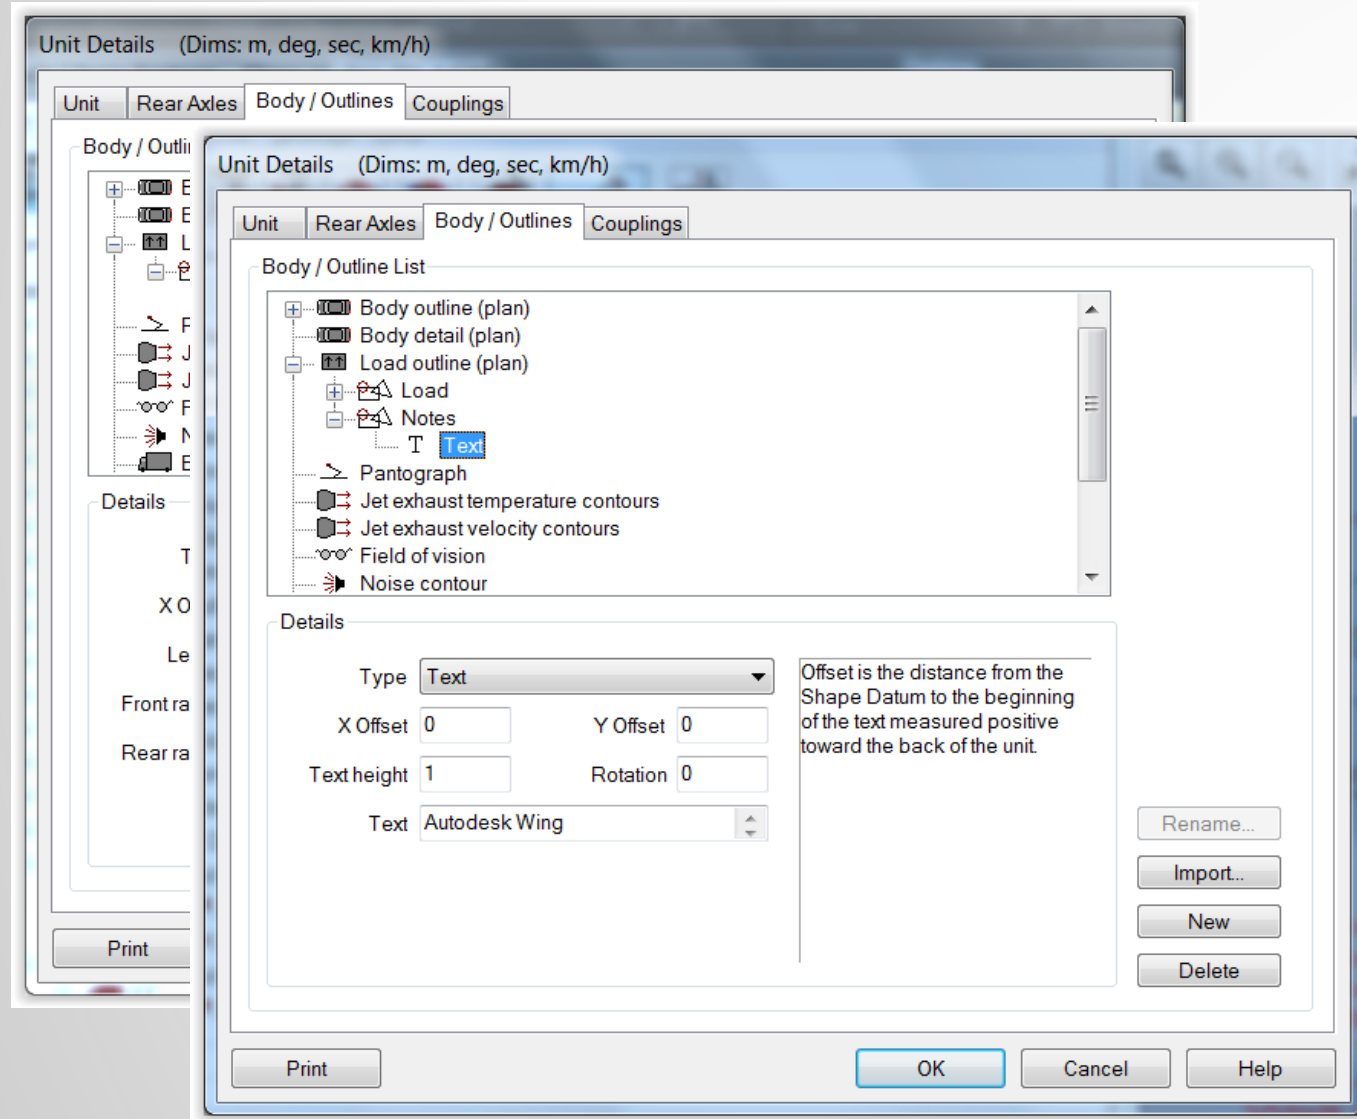 Unit Details (Dims: m, deg, sec, km/h)
Unit Rear Axles Body / Outlines Couplings
Body / Outli
E
E
L
F
J
J
F
N
E
Details
T
X O
Le
Front ra
Rear ra
Print
Unit Details (Dims: m, deg, sec, km/h)
Unit Rear Axles Body / Outlines Couplings
Body / Outline List
Body outline (plan)
Body detail (plan)
Load outline (plan)
Load
Notes
T Text
Pantograph
Jet exhaust temperature contours
Jet exhaust velocity contours
Field of vision
Noise contour
Details
Type Text
X Offset 0 Y Offset 0
Text height 1 Rotation 0
Text Autodesk Wing
Offset is the distance from the
Shape Datum to the beginning
of the text measured positive
toward the back of the unit.
Rename...
Import...
New
Delete
Print OK Cancel Help